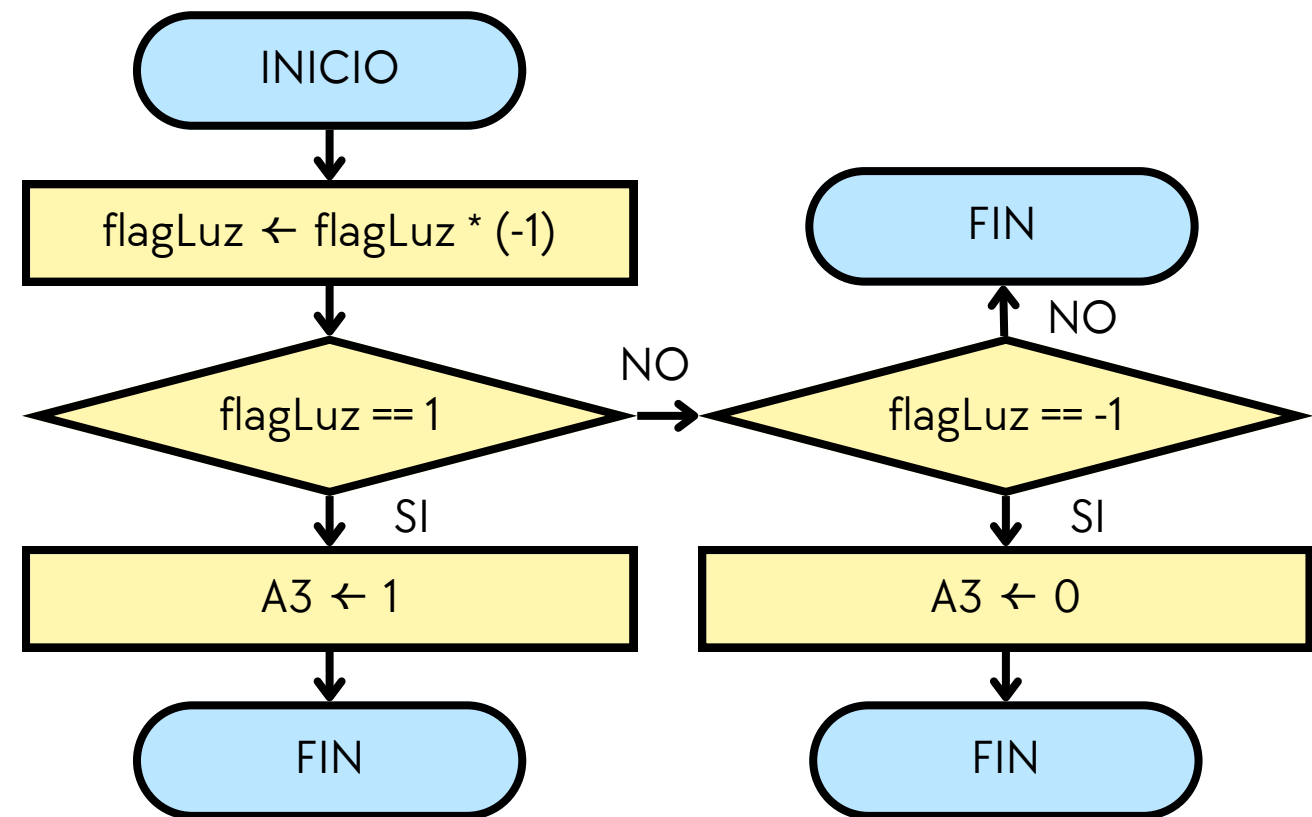 INICIO
flagLuz ← flagLuz * (-1)
flagLuz == 1
SI
A3 ← 1
FIN
NO
flagLuz == -1
NO
FIN
SI
A3 ← 0
FIN